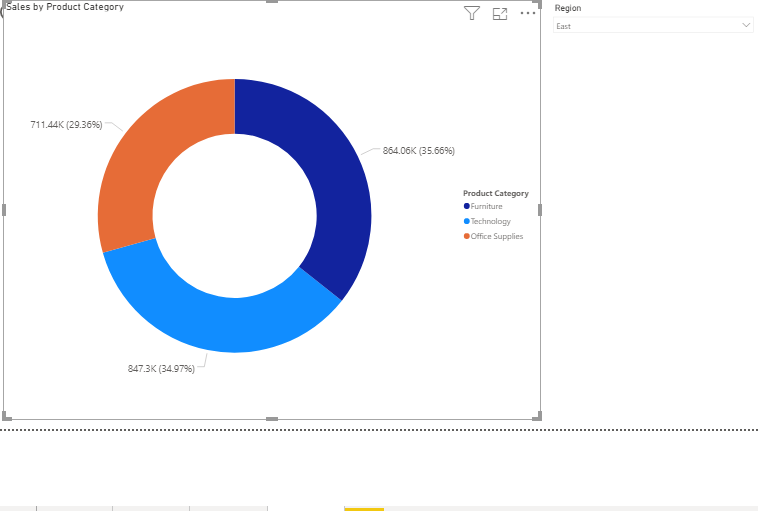 Sales by Product Category
Region
East
711.44K (29.36%)
864.06K (35.66%)
Product Category
Furniture
Technology
Office Supplies
847.3K (34.97%)